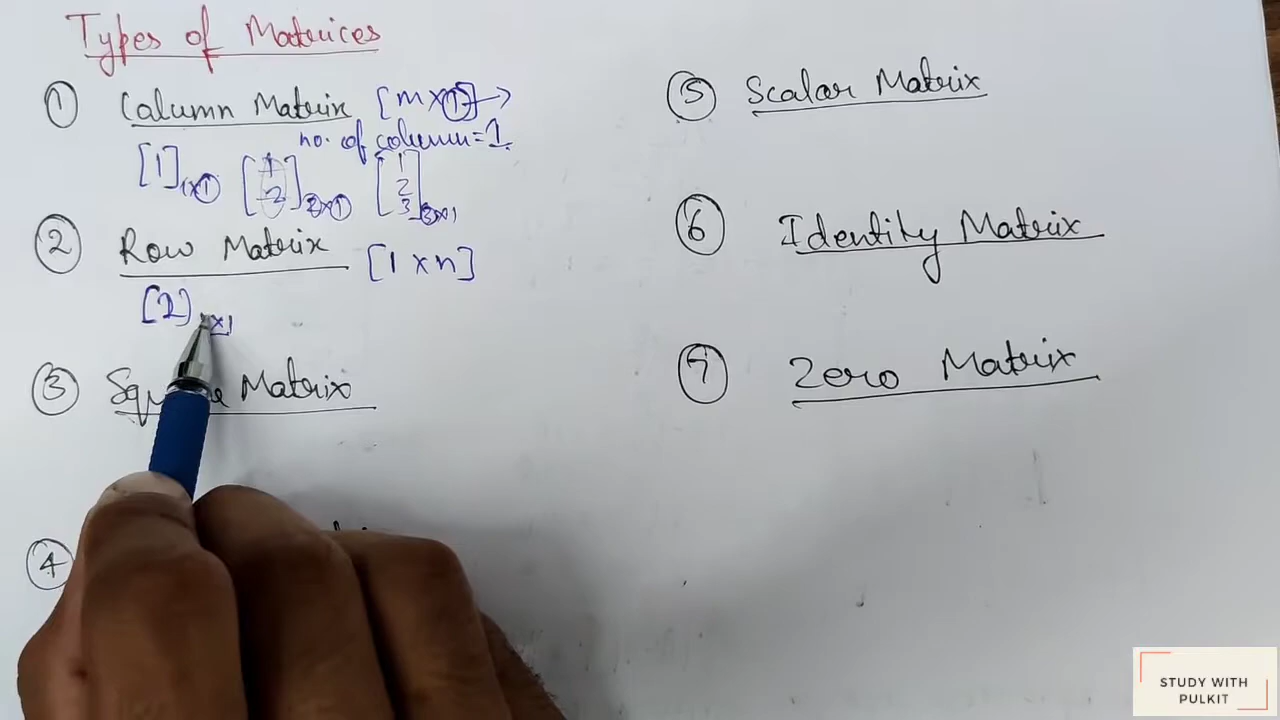 Types of Matrices
① Column Matrix [m×1] →
no. of column = 1.
[1]1×1 [1 2]2×1 [1 2 3]3×1
② Row Matrix [1 × n]
[2] ×1
③ Matrix
④
⑤ Scalar Matrix
⑥ Identity Matrix
⑦ Zero Matrix
STUDY WITH
PULKIT